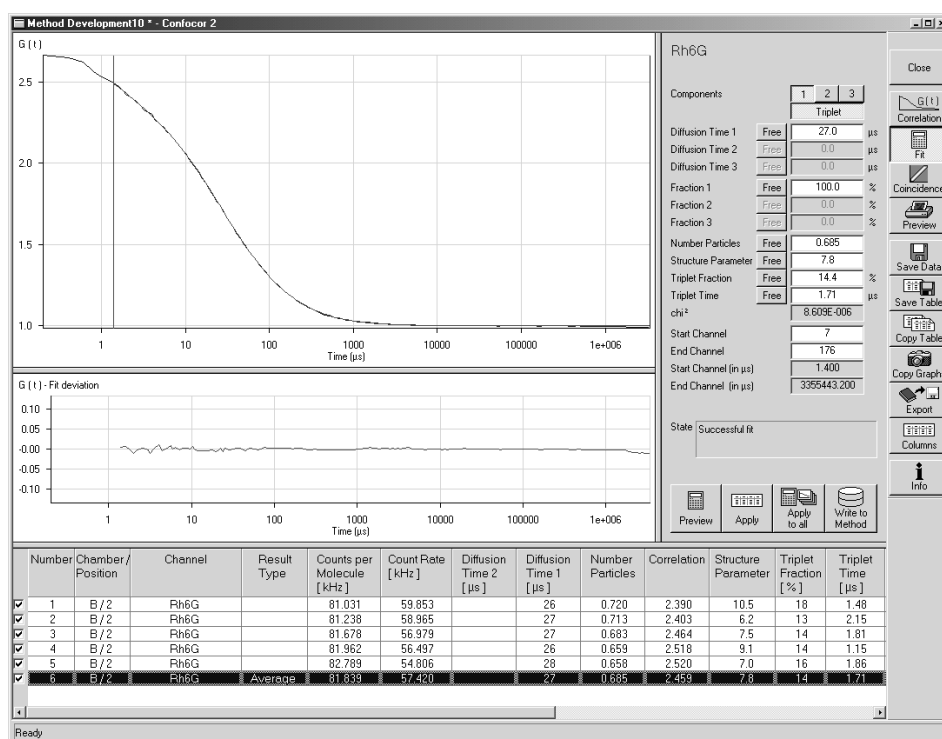 Method Development10 * - Confocor 2
G ( t )
2.5
2.0
1.5
1.0
1 10 100 1000 10000 100000 1e+006
Time (µs)
G ( t ) - Fit deviation
0.10
0.05
-0.00
-0.05
-0.10
1 10 100 1000 10000 100000 1e+006
Time (µs)
Rh6G
Components 1 2 3
Triplet
Diffusion Time 1 Free 27.0 µs
Diffusion Time 2 Free 0.0 µs
Diffusion Time 3 Free 0.0 µs
Fraction 1 Free 100.0 %
Fraction 2 Free 0.0 %
Fraction 3 Free 0.0 %
Number Particles Free 0.685
Structure Parameter Free 7.8
Triplet Fraction Free 14.4 %
Triplet Time Free 1.71 µs
chi² 8.609E-006
Start Channel 7
End Channel 176
Start Channel (in µs) 1.400
End Channel (in µs) 3355443.200
State Successful fit
Preview Apply Apply to all Write to Method
Close
G(t)
Correlation
Fit
Coincidence
Preview
Save Data
Save Table
Copy Table
Copy Graph
Export
Columns
Info
Number Chamber / Channel Result Counts per Count Rate Diffusion Diffusion Number Correlation Structure Triplet Triplet
Position Type Molecule [ kHz ] Time 2 Time 1 Particles Parameter Fraction Time
[ kHz ] [ µs ] [ µs ] [ % ] [ µs ]
1 B / 2 Rh6G 81.031 59.853 26 0.720 2.390 10.5 18 1.48
2 B / 2 Rh6G 81.238 58.965 27 0.713 2.403 6.2 13 2.15
3 B / 2 Rh6G 81.678 56.979 27 0.683 2.464 7.5 14 1.81
4 B / 2 Rh6G 81.962 56.497 26 0.659 2.518 9.1 14 1.15
5 B / 2 Rh6G 82.789 54.806 28 0.658 2.520 7.0 16 1.86
6 B / 2 Rh6G Average 81.839 57.420 27 0.685 2.459 7.8 14 1.71
Ready